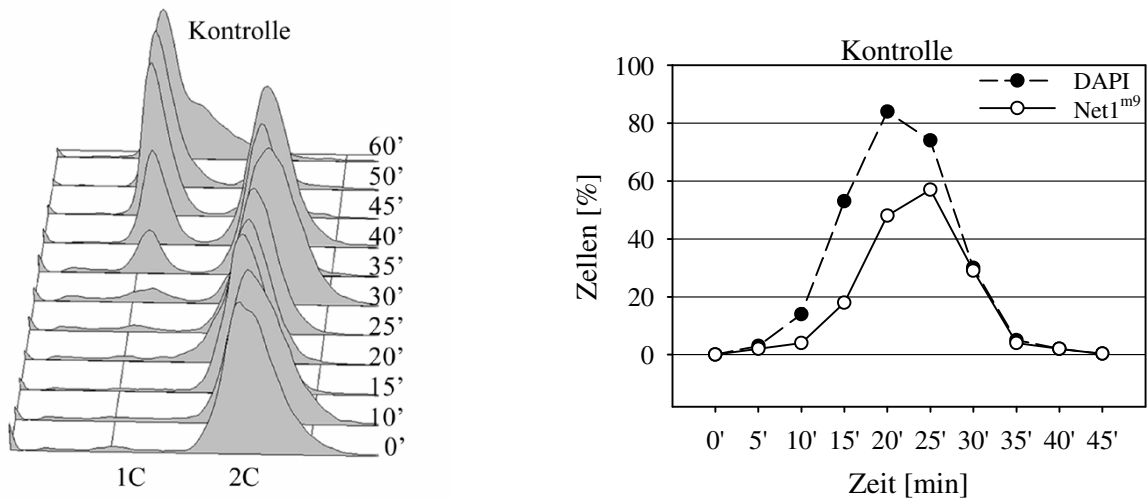 Kontrolle
60’
50’
45’
40’
35’
30’
25’
20’
15’
10’
0’
1C 2C
Kontrolle
DAPI
Net1m9
Zellen [%]
100
80
60
40
20
0
0' 5' 10' 15' 20' 25' 30' 35' 40' 45'
Zeit [min]